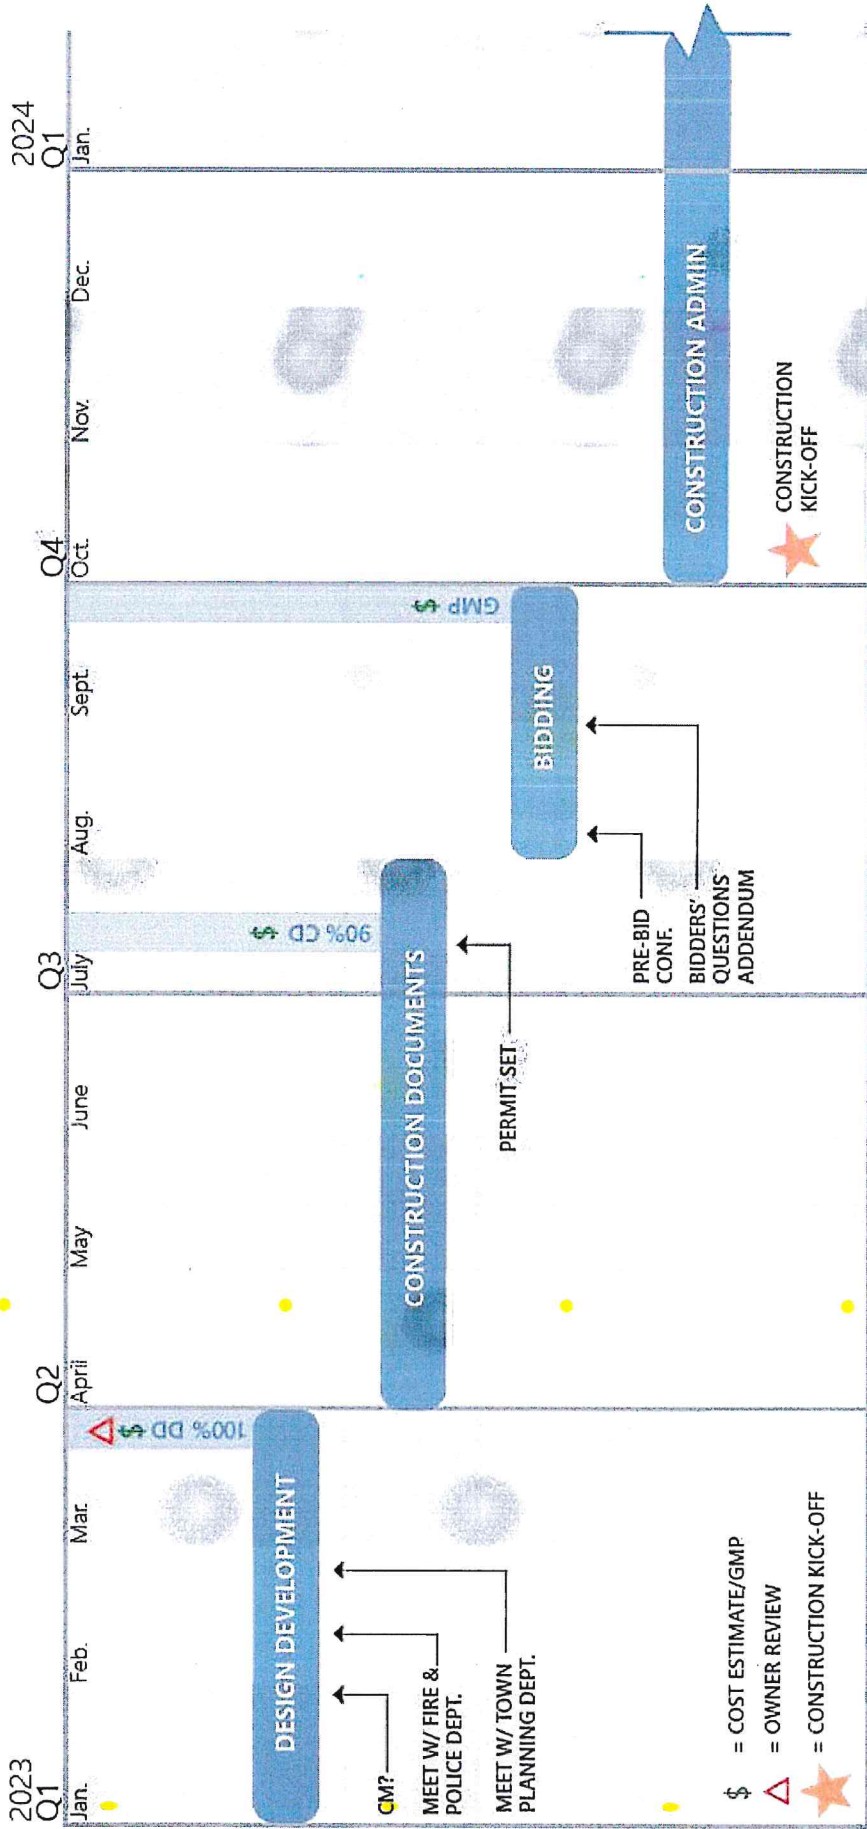 2023
2024
Q1
Q2
Q3
Q4
Q1
Jan.
Feb.
Mar.
April
May
June
July
Aug.
Sept.
Oct.
Nov.
Dec.
Jan.
100% DD $
DESIGN DEVELOPMENT
CM?
MEET W/ FIRE &
POLICE DEPT.
MEET W/ TOWN
PLANNING DEPT.
90% CD $
CONSTRUCTION DOCUMENTS
PERMIT SET
GMP $
BIDDING
PRE-BID
CONF.
BIDDERS'
QUESTIONS
ADDENDUM
CONSTRUCTION ADMIN
CONSTRUCTION
KICK-OFF
$ = COST ESTIMATE/GMP
= OWNER REVIEW
= CONSTRUCTION KICK-OFF